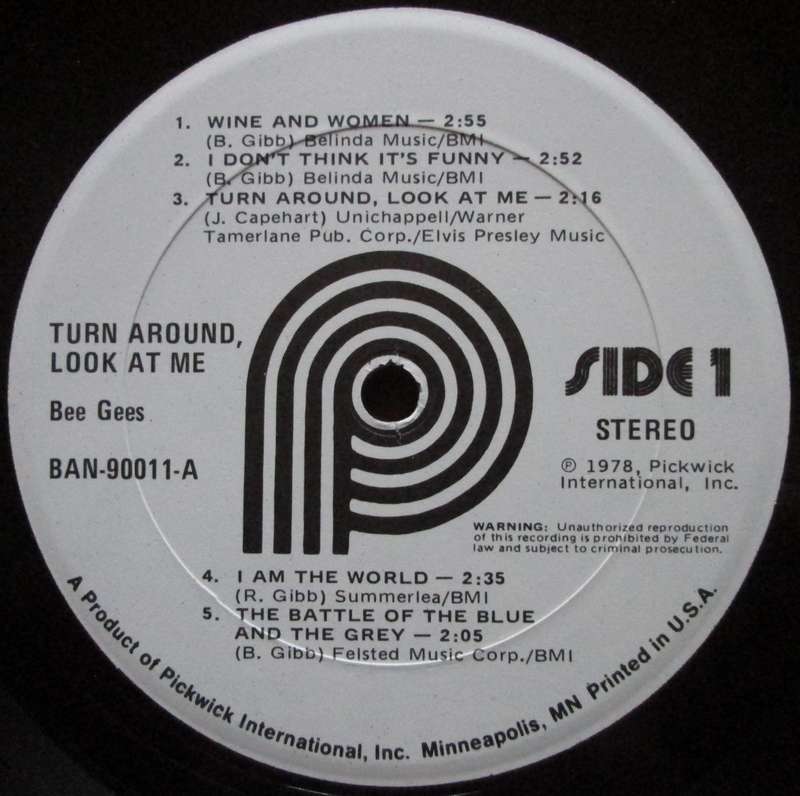 1. WINE AND WOMEN — 2:55
(B. Gibb) Belinda Music/BMI
2. I DON'T THINK IT'S FUNNY — 2:52
(B. Gibb) Belinda Music/BMI
3. TURN AROUND, LOOK AT ME — 2:16
(J. Capehart) Unichappell/Warner
Tamerlane Pub. Corp./Elvis Presley Music
TURN AROUND,
LOOK AT ME
Bee Gees
BAN-90011-A
SIDE 1
STEREO
℗ 1978, Pickwick
International, Inc.
WARNING: Unauthorized reproduction
of this recording is prohibited by Federal
law and subject to criminal prosecution.
4. I AM THE WORLD — 2:35
(R. Gibb) Summerlea/BMI
5. THE BATTLE OF THE BLUE
AND THE GREY — 2:05
(B. Gibb) Felsted Music Corp./BMI
A Product of Pickwick International, Inc. Minneapolis, MN Printed in U.S.A.